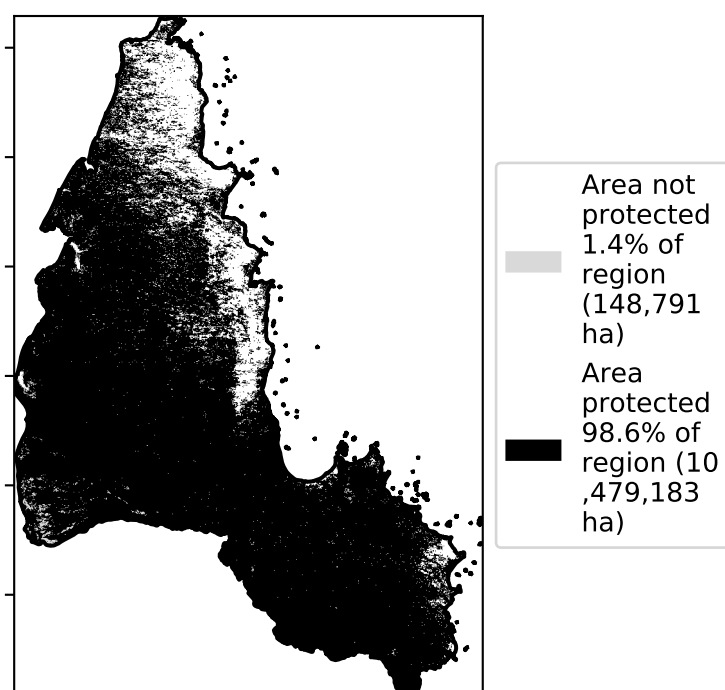 Area not
protected
1.4% of
region
(148,791
ha)
Area
protected
98.6% of
region (10
,479,183
ha)